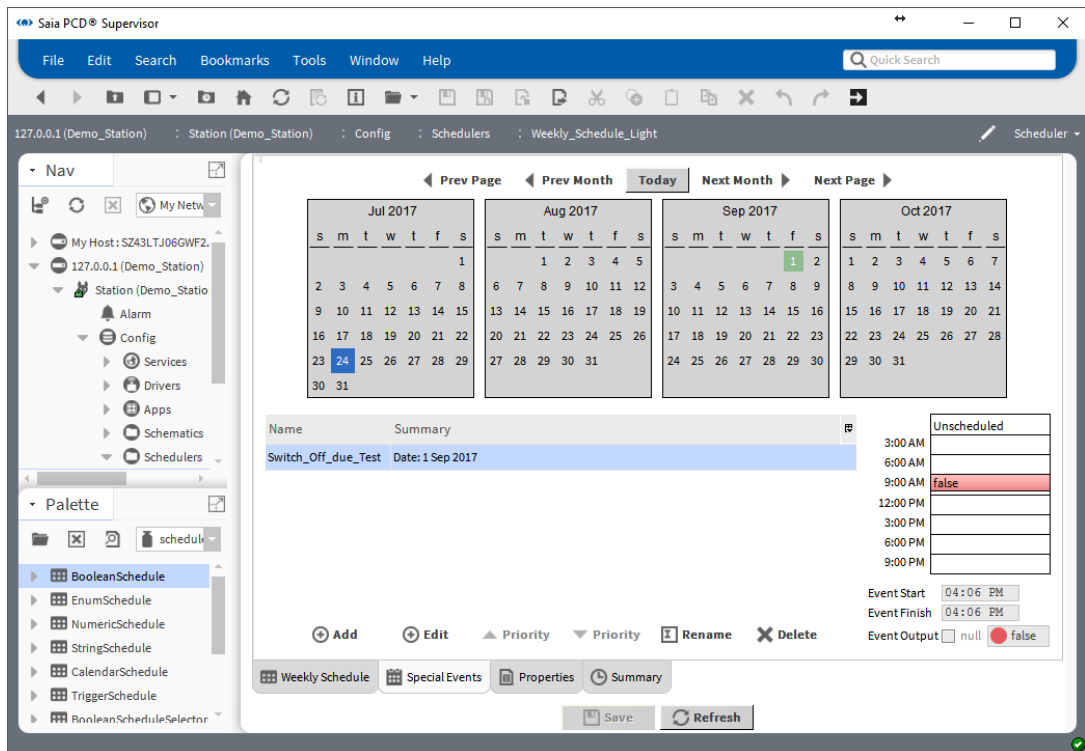 Saia PCD® Supervisor
File Edit Search Bookmarks Tools Window Help
Quick Search
127.0.0.1 (Demo_Station) : Station (Demo_Station) : Config : Schedulers : Weekly_Schedule_Light
Scheduler
Nav
My Netw
My Host : SZ43LTJ06GWF2.
127.0.0.1 (Demo_Station)
Station (Demo_Statio
Alarm
Config
Services
Drivers
Apps
Schematics
Schedulers
Palette
schedul
BooleanSchedule
EnumSchedule
NumericSchedule
StringSchedule
CalendarSchedule
TriggerSchedule
BooleanScheduleSelector
Prev Page Prev Month Today Next Month Next Page
Jul 2017
s m t w t f s
1
2 3 4 5 6 7 8
9 10 11 12 13 14 15
16 17 18 19 20 21 22
23 24 25 26 27 28 29
30 31
Aug 2017
s m t w t f s
1 2 3 4 5
6 7 8 9 10 11 12
13 14 15 16 17 18 19
20 21 22 23 24 25 26
27 28 29 30 31
Sep 2017
s m t w t f s
1 2
3 4 5 6 7 8 9
10 11 12 13 14 15 16
17 18 19 20 21 22 23
24 25 26 27 28 29 30
Oct 2017
s m t w t f s
1 2 3 4 5 6 7
8 9 10 11 12 13 14
15 16 17 18 19 20 21
22 23 24 25 26 27 28
29 30 31
Name Summary
Switch_Off_due_Test Date: 1 Sep 2017
Unscheduled
3:00 AM
6:00 AM
9:00 AM false
12:00 PM
3:00 PM
6:00 PM
9:00 PM
Event Start 04:06 PM
Event Finish 04:06 PM
Event Output null false
Add Edit Priority Priority Rename Delete
Weekly Schedule Special Events Properties Summary
Save Refresh